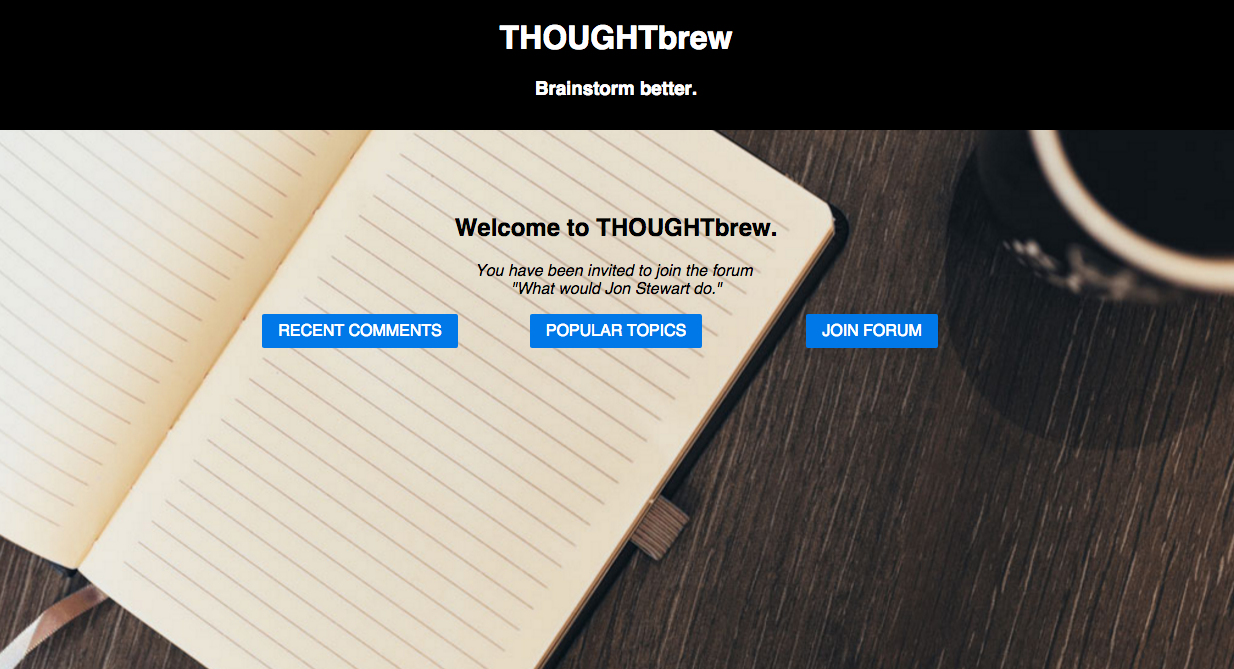 THOUGHTbrew
Brainstorm better.
Welcome to THOUGHTbrew.
You have been invited to join the forum
"What would Jon Stewart do."
RECENT COMMENTS
POPULAR TOPICS
JOIN FORUM